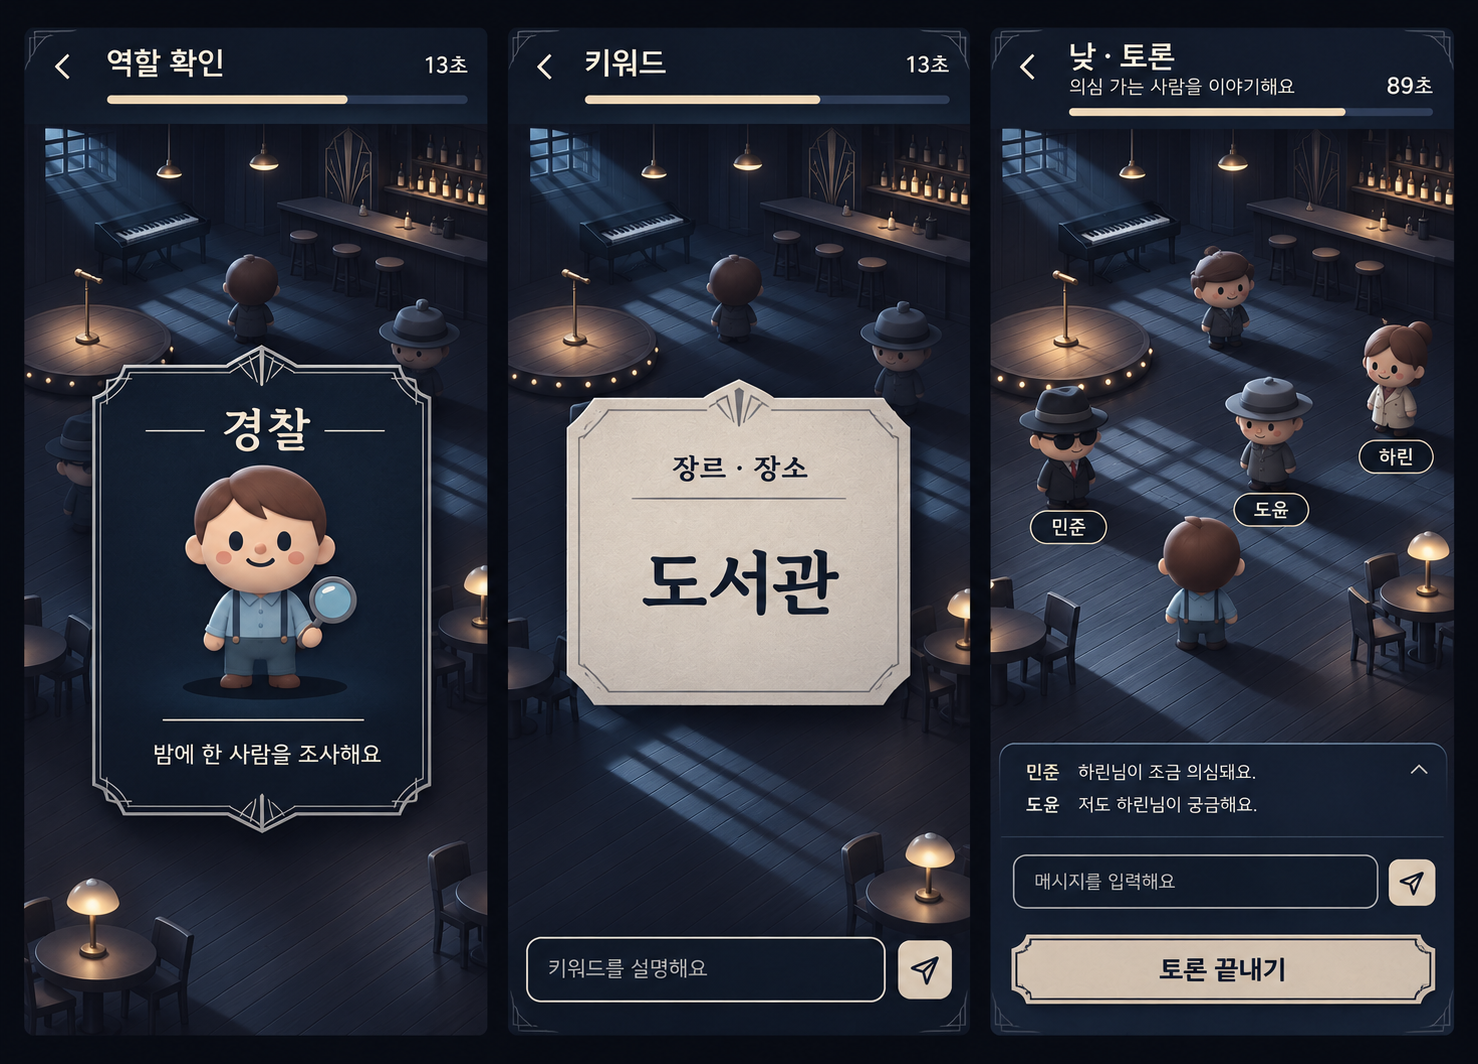 역할 확인
13초
경찰
밤에 한 사람을 조사해요
키워드
13초
장르 · 장소
도서관
키워드를 설명해요
낮 · 토론
의심 가는 사람을 이야기해요
89초
하린
도윤
민준
민준 하린님이 조금 의심돼요.
도윤 저도 하린님이 궁금해요.
메시지를 입력해요
토론 끝내기